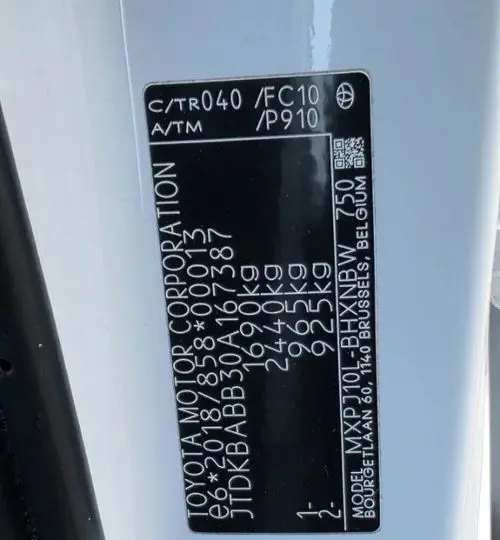 TOYOTA MOTOR CORPORATION
e6*2018/858*00013
JTDKBABB30A167387
1690kg
2440kg
1- 965kg
2- 925kg
MODEL MXPJ10L-BHXNBW 750
BOURGETLAAN 60, 1140 BRUSSELS, BELGIUM
C/TR040 /FC10
A/TM /P910